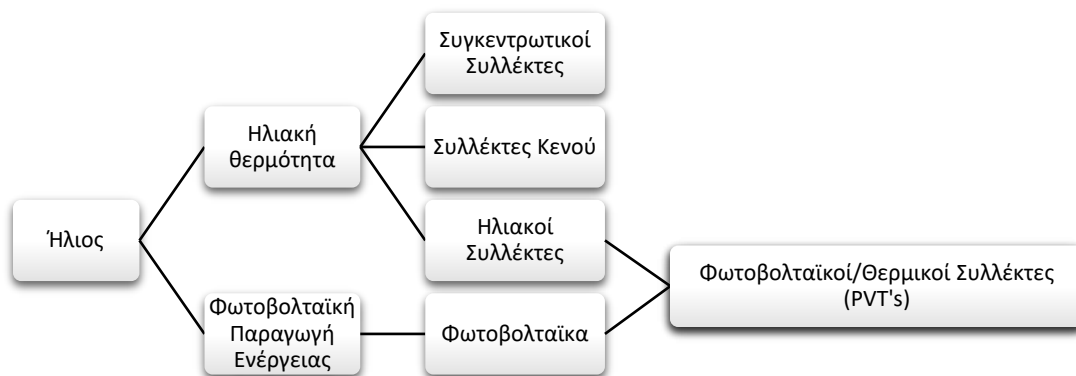 Συγκεντρωτικοί
Συλλέκτες
Ηλιακή
θερμότητα
Συλλέκτες Κενού
Ήλιος
Ηλιακοί
Συλλέκτες
Φωτοβολταϊκοί/Θερμικοί Συλλέκτες
(PVT's)
Φωτοβολταϊκή
Παραγωγή
Ενέργειας
Φωτοβολταϊκα